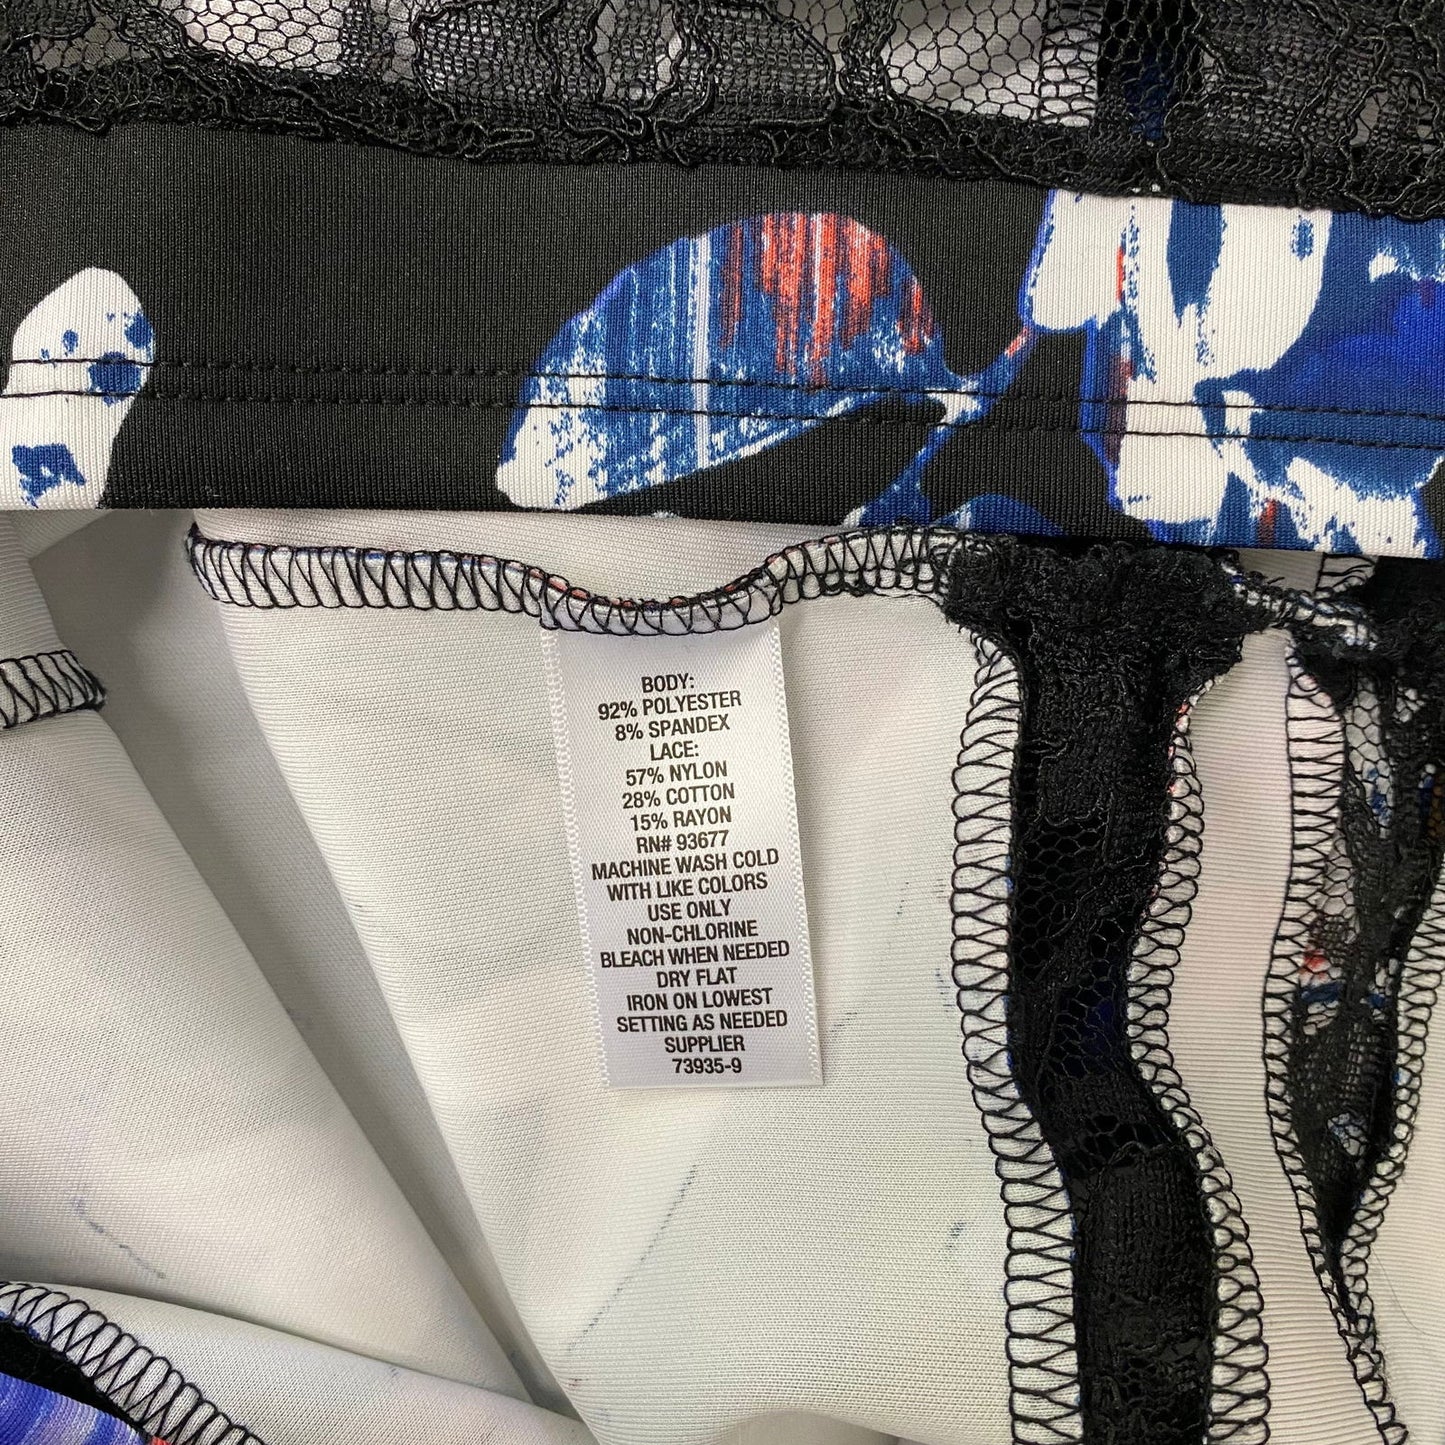 BODY:
92% POLYESTER
8% SPANDEX
LACE:
57% NYLON
28% COTTON
15% RAYON
RN# 93677
MACHINE WASH COLD
WITH LIKE COLORS
USE ONLY
NON-CHLORINE
BLEACH WHEN NEEDED
DRY FLAT
IRON ON LOWEST
SETTING AS NEEDED
SUPPLIER
73935-9